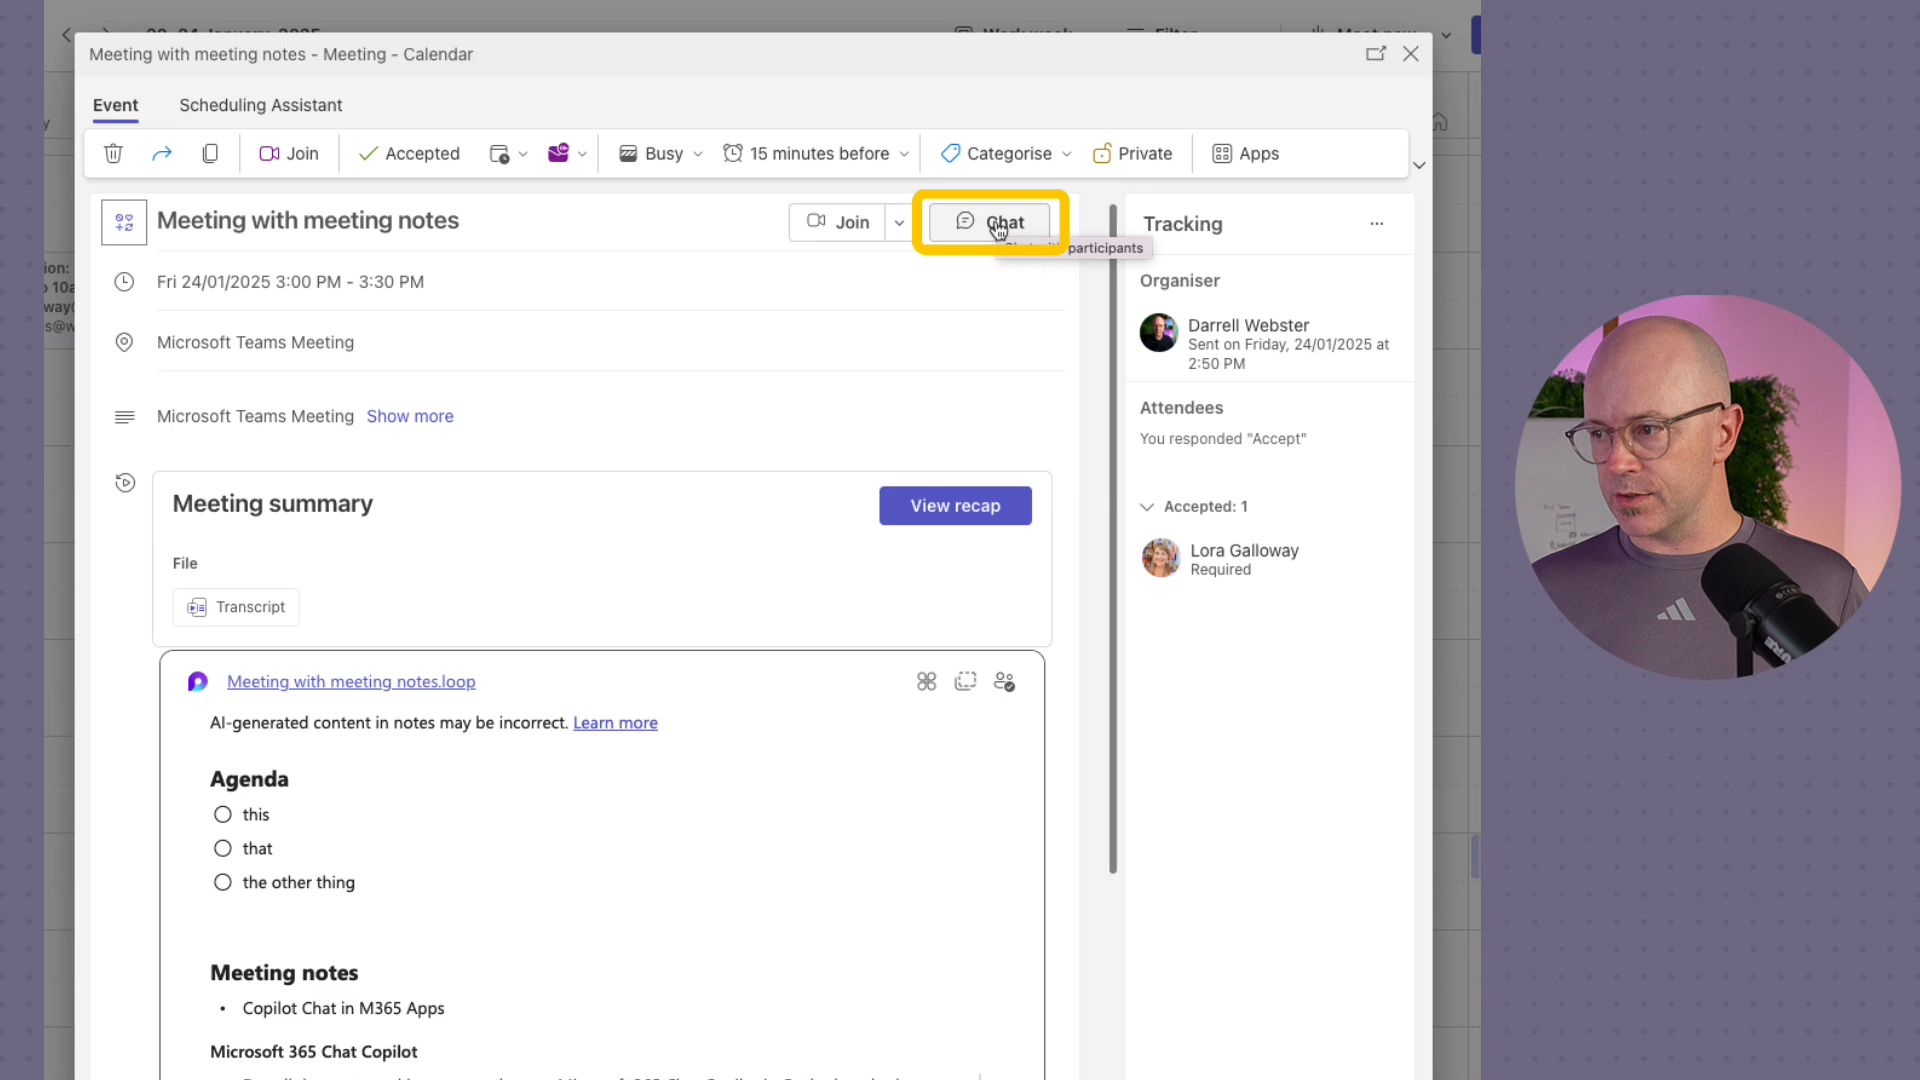 Meeting with meeting notes - Meeting - Calendar
Event
Scheduling Assistant
Join
Accepted
Busy
15 minutes before
Categorise
Private
Apps
Meeting with meeting notes
Join
Chat
participants
Fri 24/01/2025 3:00 PM - 3:30 PM
Microsoft Teams Meeting
Microsoft Teams Meeting Show more
Meeting summary
View recap
File
Transcript
Meeting with meeting notes.loop
AI-generated content in notes may be incorrect. Learn more
Agenda
this
that
the other thing
Meeting notes
• Copilot Chat in M365 Apps
Microsoft 365 Chat Copilot
Tracking
Organiser
Darrell Webster
Sent on Friday, 24/01/2025 at
2:50 PM
Attendees
You responded "Accept"
Accepted: 1
Lora Galloway
Required